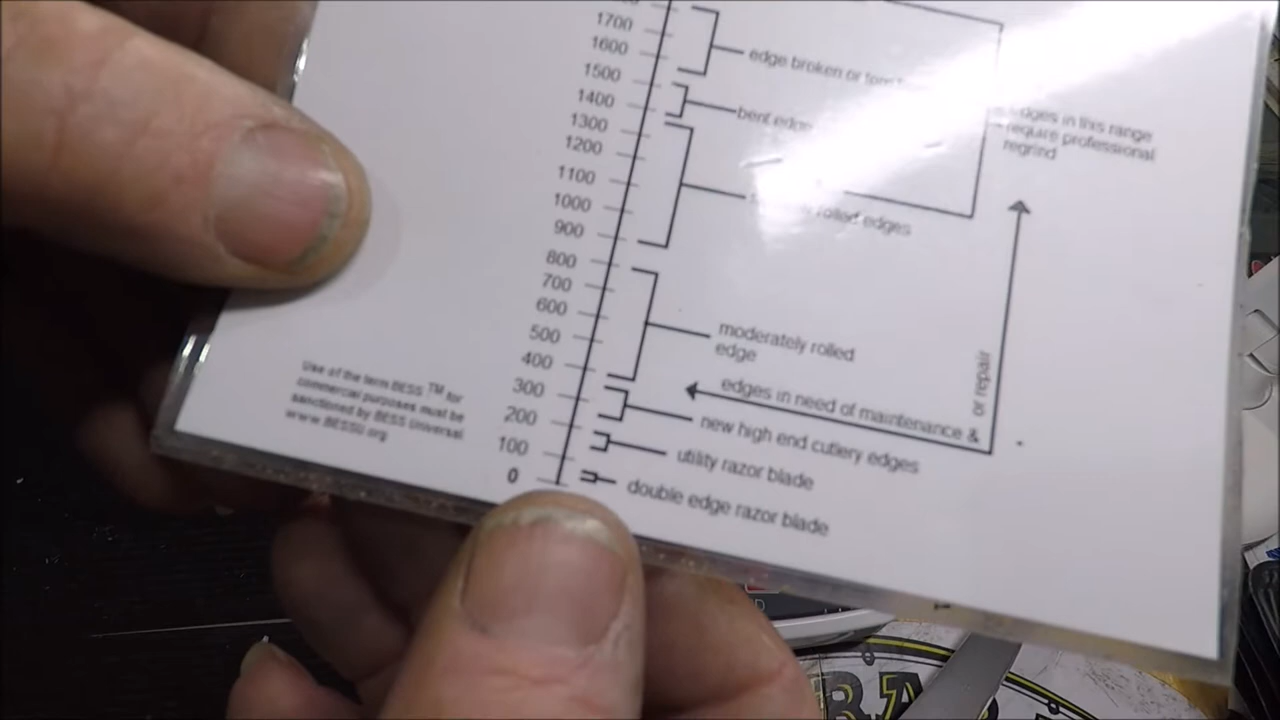 1700
1600
1500
1400
1300
1200
1100
1000
900
800
700
600
500
400
300
200
100
0
edge broken or torn
bent edge
rolled edges
edges in this range
require professional
regrind
moderately rolled
edge
or repair
edges in need of maintenance &
new high end cutlery edges
utility razor blade
double edge razor blade
Use of the term BESS ™ for
commercial purposes must be
sanctioned by BESS Universal
www.BESSU.org